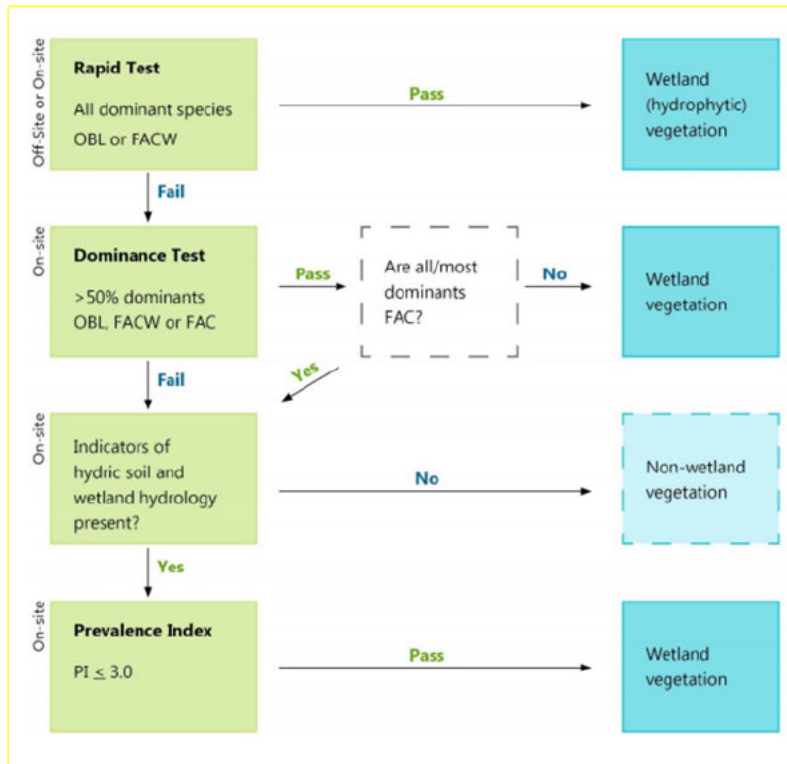 Off-Site or On-site
Rapid Test
All dominant species
OBL or FACW
Pass
Wetland
(hydrophytic)
vegetation
Fail
On-site
Dominance Test
>50% dominants
OBL, FACW or FAC
Pass
Are all/most
dominants
FAC?
No
Wetland
vegetation
Fail
Yes
On-site
Indicators of
hydric soil and
wetland hydrology
present?
No
Non-wetland
vegetation
Yes
On-site
Prevalence Index
PI ≤ 3.0
Pass
Wetland
vegetation